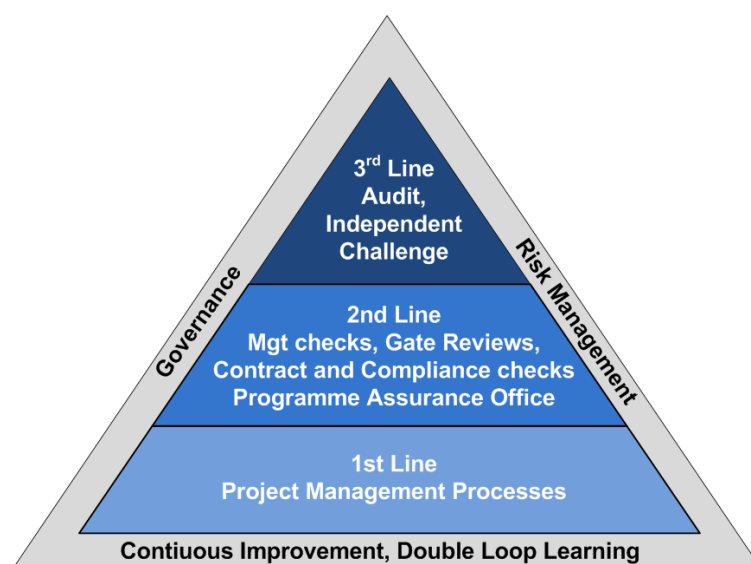 3rd Line
Audit,
Independent
Challenge
Governance
Risk Management
2nd Line
Mgt checks, Gate Reviews,
Contract and Compliance checks
Programme Assurance Office
1st Line
Project Management Processes
Contiuous Improvement, Double Loop Learning